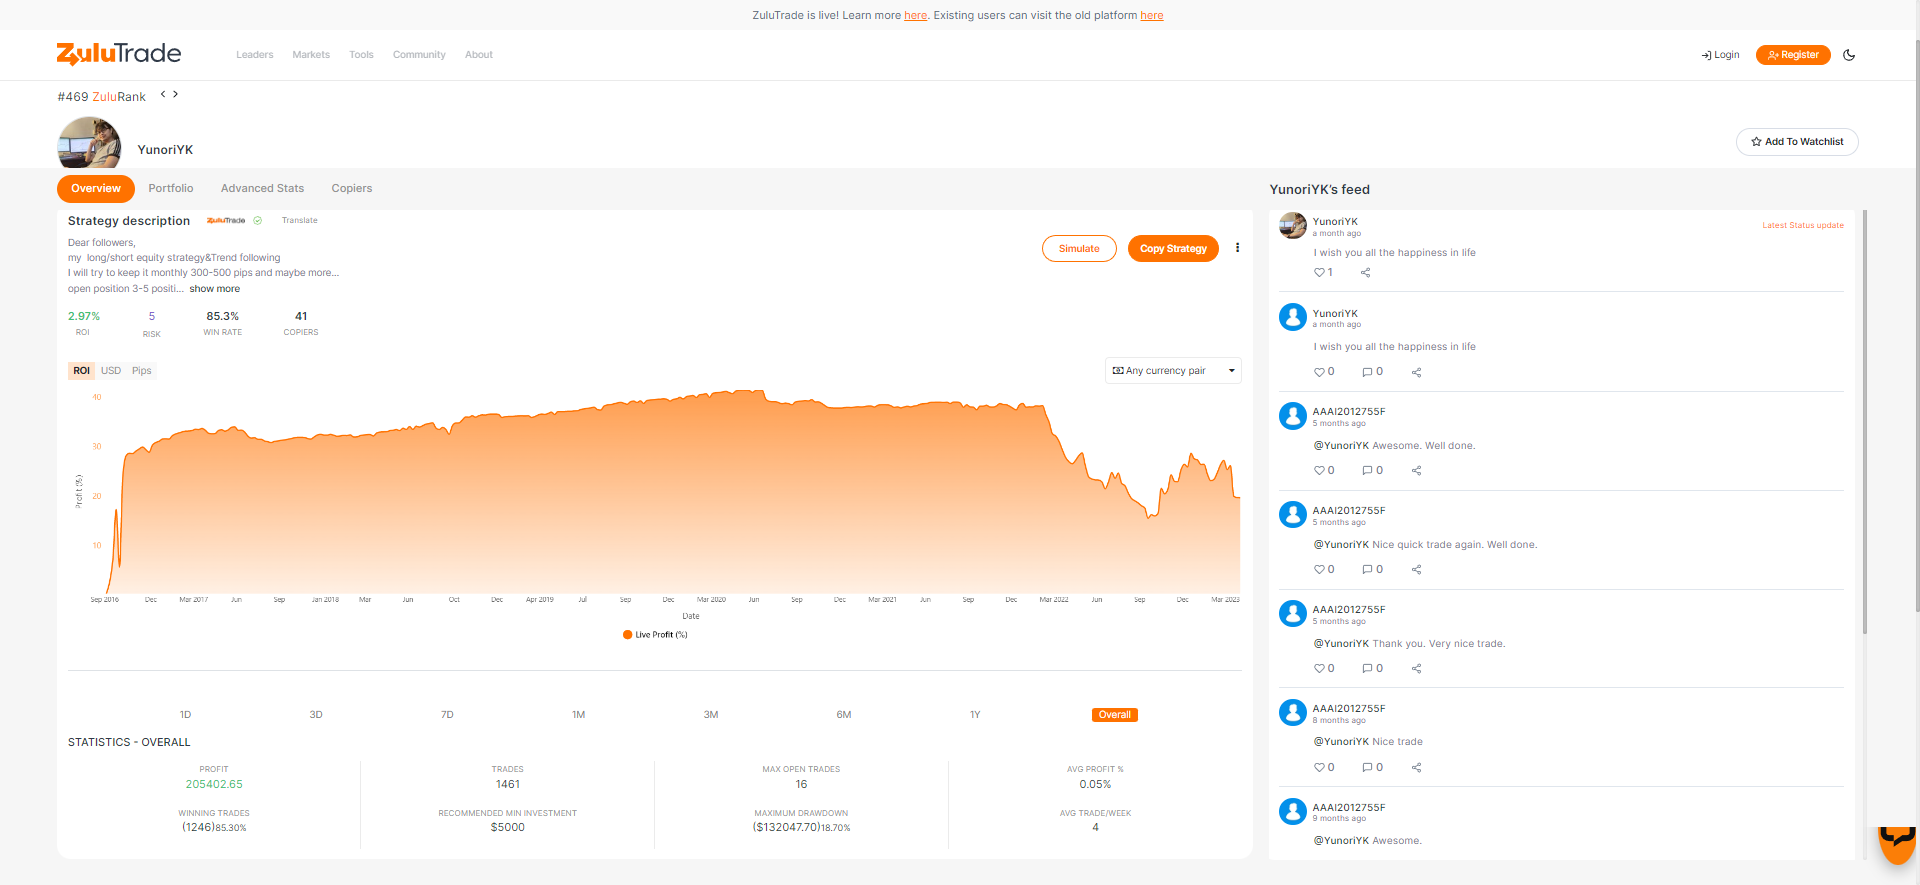 ZuluTrade is live! Learn more here. Existing users can visit the old platform here
ZuluTrade
Leaders Markets Tools Community About
Login Register
#469 ZuluRank
YunoriYK
Add To Watchlist
Overview Portfolio Advanced Stats Copiers
Strategy description ZuluTrade Translate
Dear followers,
my long/short equity strategy&Trend following
I will try to keep it monthly 300-500 pips and maybe more...
open position 3-5 positi... show more
Simulate Copy Strategy
2.97% 5 85.3% 41
ROI RISK WIN RATE COPIERS
ROI USD Pips
Any currency pair
40
30
20
10
Profit (%)
Sep 2016 Dec Mar 2017 Jun Sep Jan 2018 Mar Jun Oct Dec Apr 2019 Jul Sep Dec Mar 2020 Jun Sep Dec Mar 2021 Jun Sep Dec Mar 2022 Jun Sep Dec Mar 2023
Date
Live Profit (%)
1D 3D 7D 1M 3M 6M 1Y Overall
STATISTICS - OVERALL
PROFIT TRADES MAX OPEN TRADES AVG PROFIT %
205402.65 1461 16 0.05%
WINNING TRADES RECOMMENDED MIN INVESTMENT MAXIMUM DRAWDOWN AVG TRADE/WEEK
(1246)85.30% $5000 ($132047.70)18.70% 4
YunoriYK's feed
YunoriYK
a month ago
Latest Status update
I wish you all the happiness in life
1
YunoriYK
a month ago
I wish you all the happiness in life
0 0
AAAI2012755F
5 months ago
@YunoriYK Awesome. Well done.
0 0
AAAI2012755F
5 months ago
@YunoriYK Nice quick trade again. Well done.
0 0
AAAI2012755F
5 months ago
@YunoriYK Thank you. Very nice trade.
0 0
AAAI2012755F
8 months ago
@YunoriYK Nice trade
0 0
AAAI2012755F
9 months ago
@YunoriYK Awesome.